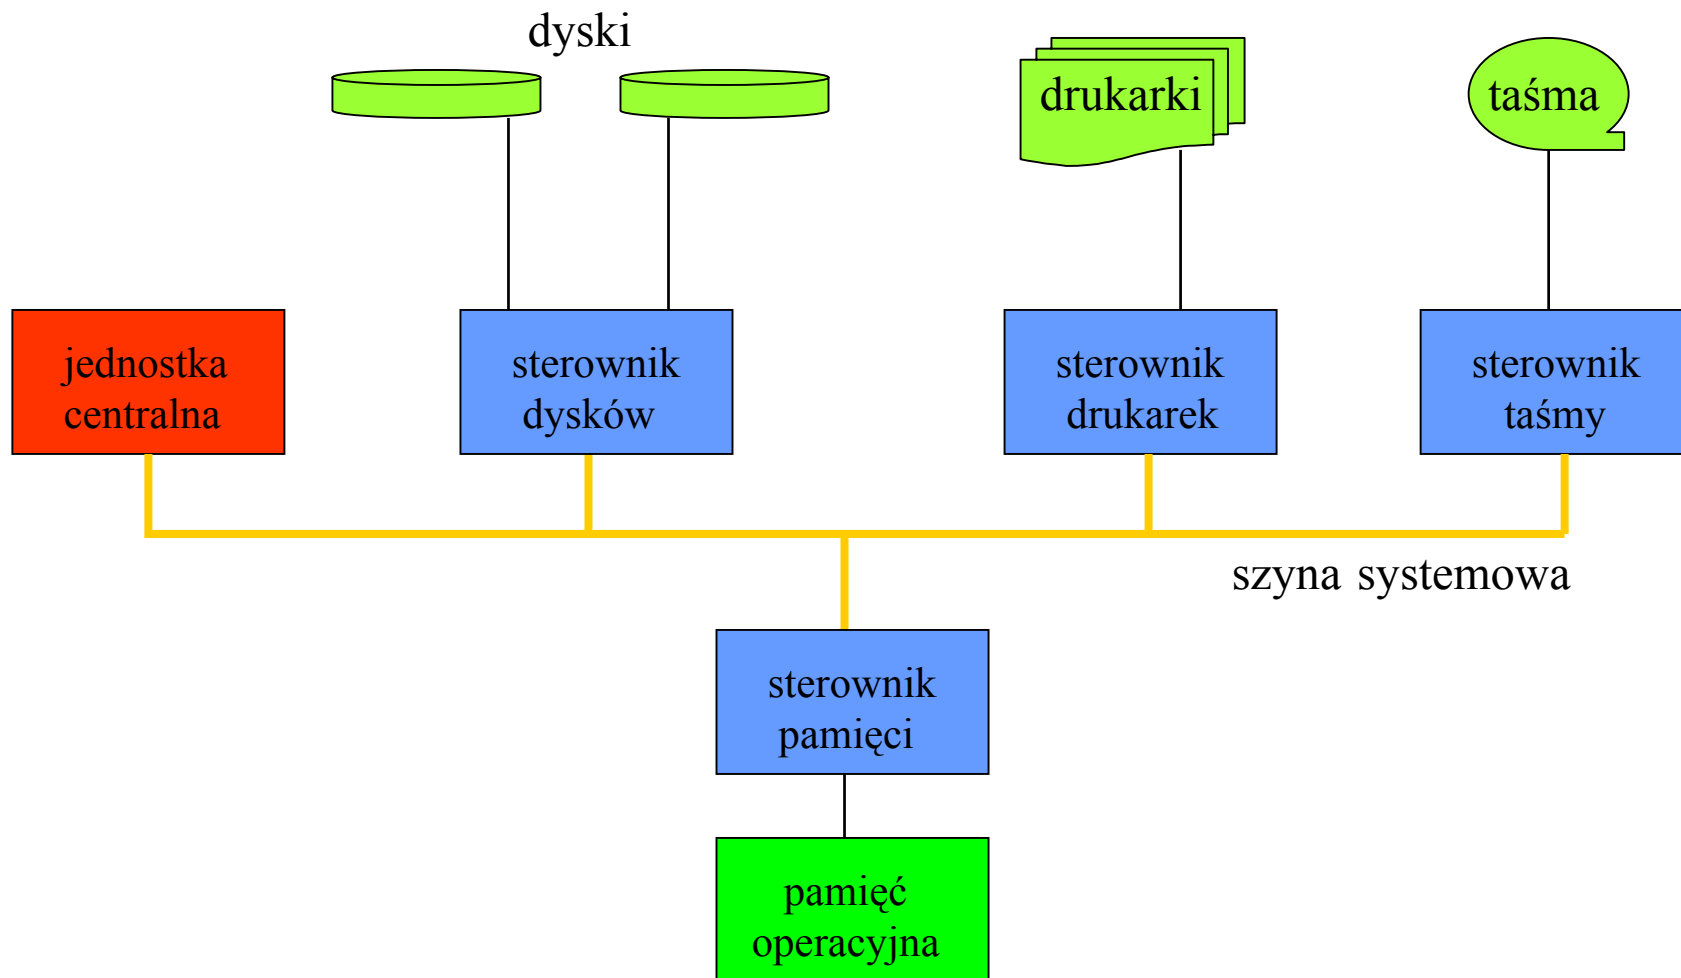 dyski
drukarki
taśma
jednostka
centralna
sterownik
dysków
sterownik
drukarek
sterownik
taśmy
szyna systemowa
sterownik
pamięci
pamięć
operacyjna